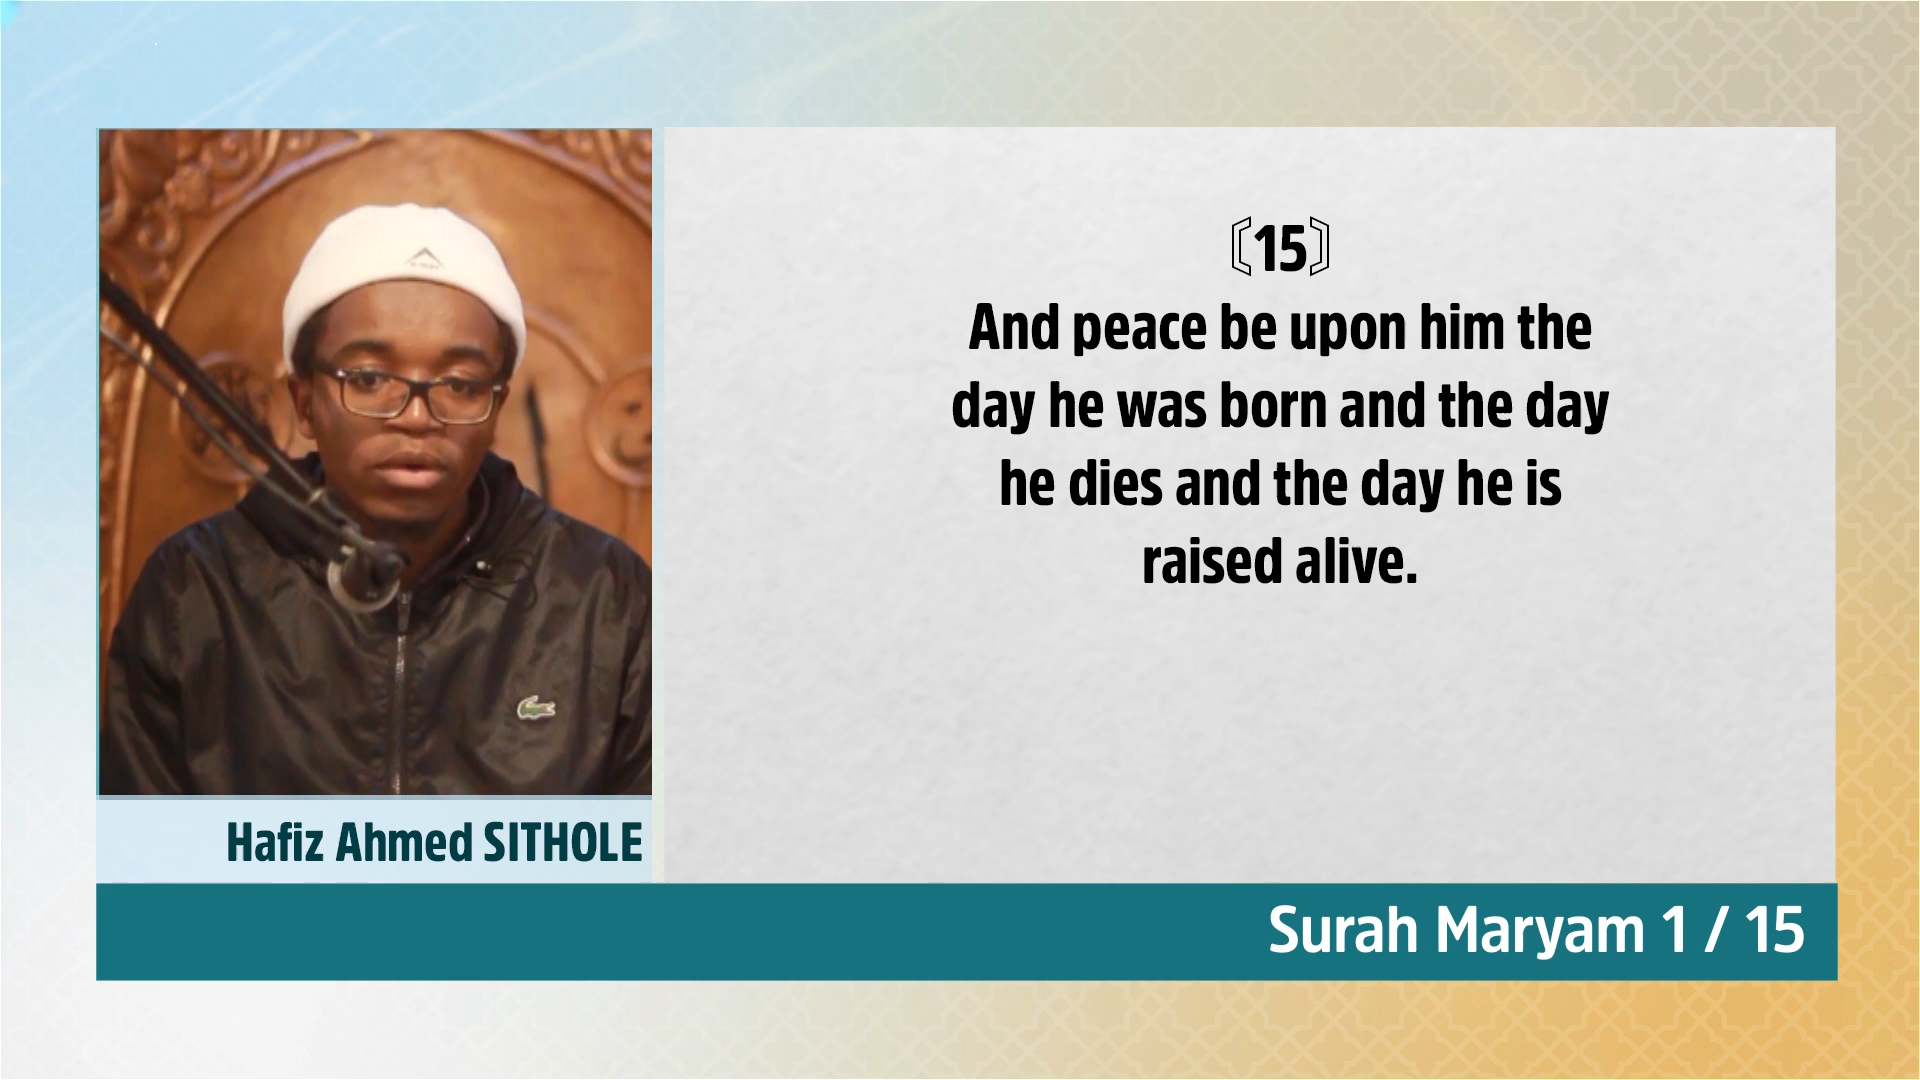 〔15〕
And peace be upon him the
day he was born and the day
he dies and the day he is
raised alive.
Hafiz Ahmed SITHOLE
Surah Maryam 1 / 15